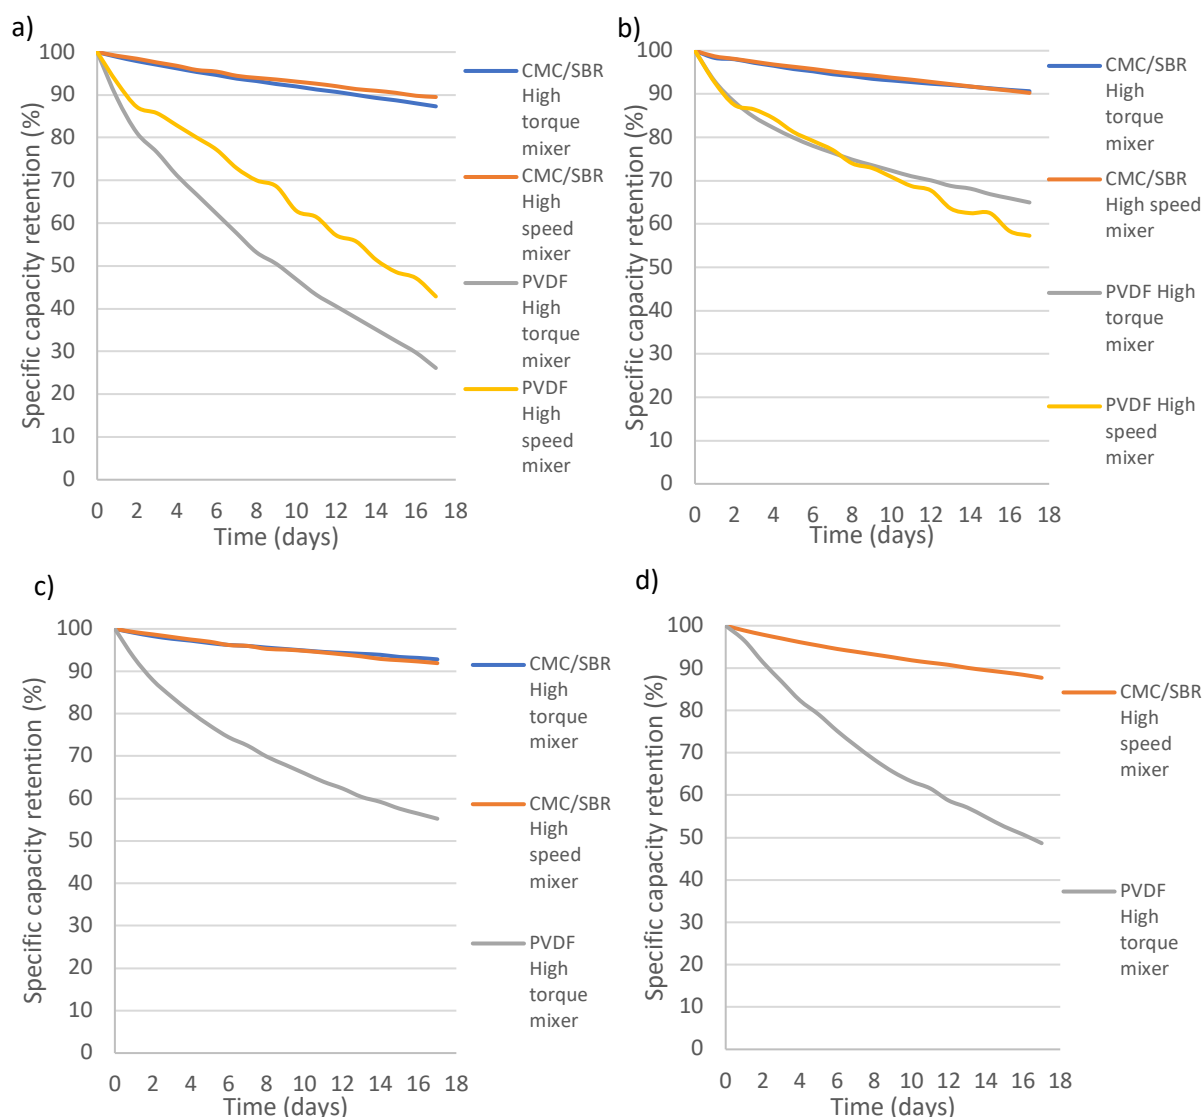 a)
Specific capacity retention (%)
100
90
80
70
60
50
40
30
20
10
0
0 2 4 6 8 10 12 14 16 18
Time (days)
CMC/SBR
High
torque
mixer
CMC/SBR
High
speed
mixer
PVDF
High
torque
mixer
PVDF
High
speed
mixer
b)
Specific capacity retention (%)
100
90
80
70
60
50
40
30
20
10
0
0 2 4 6 8 10 12 14 16 18
Time (days)
CMC/SBR
High
torque
mixer
CMC/SBR
High speed
mixer
PVDF High
torque
mixer
PVDF High
speed
mixer
c)
Specific capacity retention (%)
100
90
80
70
60
50
40
30
20
10
0
0 2 4 6 8 10 12 14 16 18
Time (days)
CMC/SBR
High
torque
mixer
CMC/SBR
High
speed
mixer
PVDF
High
torque
mixer
d)
Specific capacity retention (%)
100
90
80
70
60
50
40
30
20
10
0
0 2 4 6 8 10 12 14 16 18
Time (days)
CMC/SBR
High
speed
mixer
PVDF
High
torque
mixer